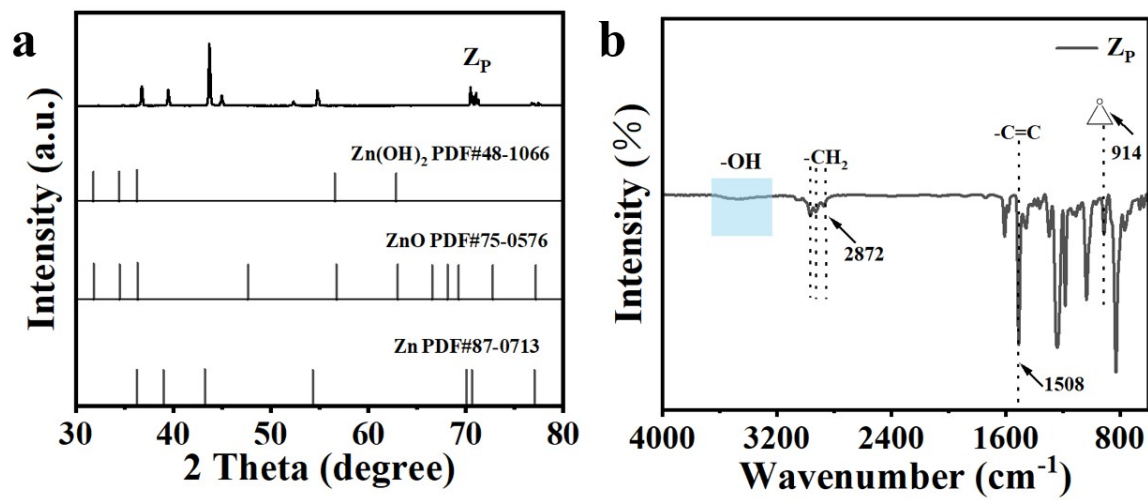 a
Z_P
Zn(OH)₂ PDF#48-1066
ZnO PDF#75-0576
Zn PDF#87-0713
Intensity (a.u.)
30 40 50 60 70 80
2 Theta (degree)
b
Z_P
O
-C=C
914
-OH
-CH₂
2872
1508
Intensity (%)
4000 3200 2400 1600 800
Wavenumber (cm⁻¹)